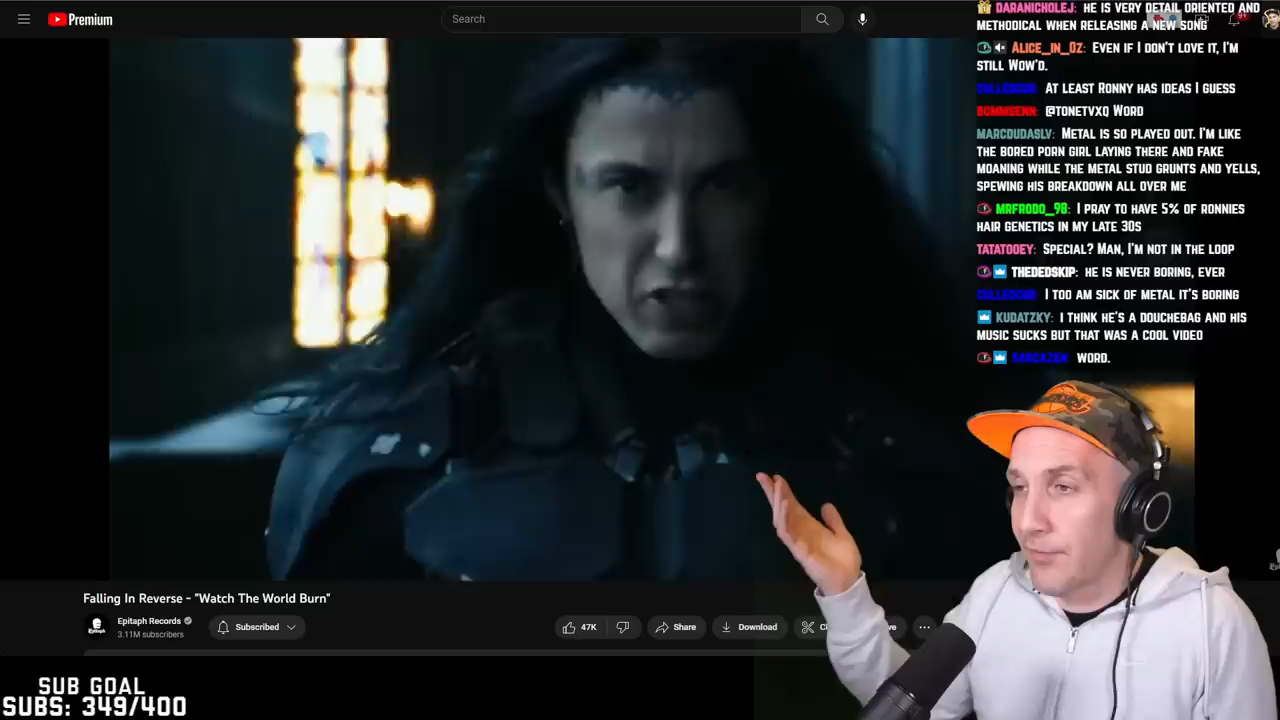 Premium
Search
9+
DARANICHOLEJ: HE IS VERY DETAIL ORIENTED AND
METHODICAL WHEN RELEASING A NEW SONG
ALICE_IN_OZ: EVEN IF I DON'T LOVE IT, I'M
STILL WOW'D.
CULLEDCUB: AT LEAST RONNY HAS IDEAS I GUESS
@TONETVXQ WORD
MARCDUDASLY: METAL IS SO PLAYED OUT. I'M LIKE
THE BORED PORN GIRL LAYING THERE AND FAKE
MOANING WHILE THE METAL STUD GRUNTS AND YELLS,
SPEWING HIS BREAKDOWN ALL OVER ME
MRFRODO_98: I PRAY TO HAVE 5% OF RONNIES
HAIR GENETICS IN MY LATE 30S
TATATOOEY: SPECIAL? MAN, I'M NOT IN THE LOOP
THEDEDSKIP: HE IS NEVER BORING, EVER
CULLEDCUB: I TOO AM SICK OF METAL IT'S BORING
KUDATZKY: I THINK HE'S A DOUCHEBAG AND HIS
MUSIC SUCKS BUT THAT WAS A COOL VIDEO
WORD.
Falling In Reverse - "Watch The World Burn"
Epitaph Records
3.11M subscribers
Subscribed
47K
Share
Download
SUB GOAL
SUBS: 349/400